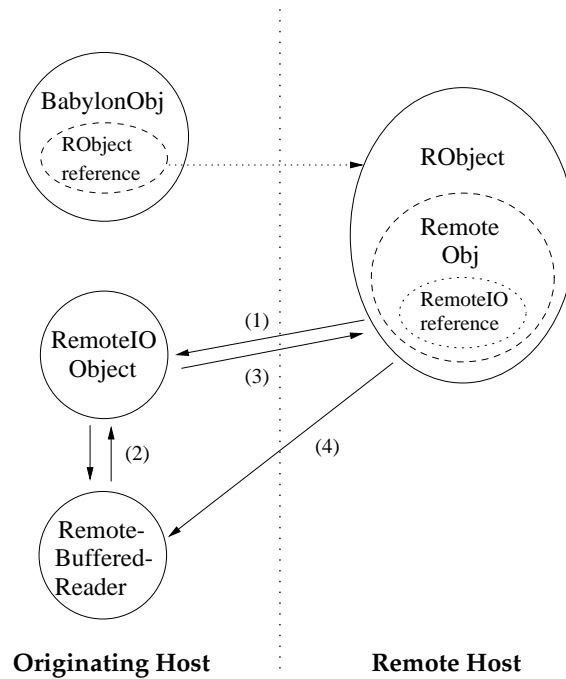 BabylonObj
RObject
reference
RObject
Remote
Obj
RemoteIO
reference
(1)
RemoteIO
Object
(3)
(2)
(4)
Remote-
Buffered-
Reader
Originating Host
Remote Host